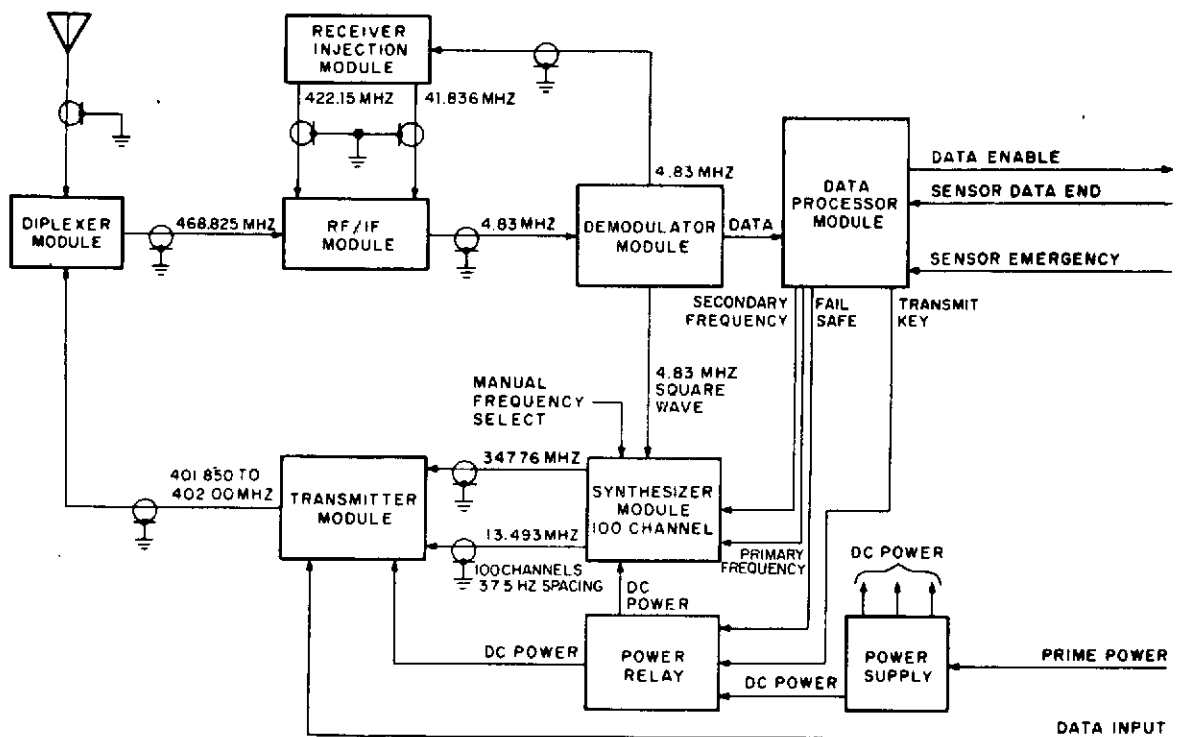 RECEIVER
INJECTION
MODULE
422.15 MHZ
41.836 MHZ
4.83 MHZ
DATA
PROCESSOR
MODULE
DATA ENABLE
SENSOR DATA END
SENSOR EMERGENCY
DIPLEXER
MODULE
468.825 MHZ
RF/IF
MODULE
4.83 MHZ
DEMODULATOR
MODULE
DATA
SECONDARY
FREQUENCY
FAIL
SAFE
TRANSMIT
KEY
4.83 MHZ
SQUARE
WAVE
MANUAL
FREQUENCY
SELECT
401.850 TO
402.00 MHZ
TRANSMITTER
MODULE
347.76 MHZ
13.493 MHZ
100 CHANNELS
37.5 HZ SPACING
SYNTHESIZER
MODULE
100 CHANNEL
PRIMARY
FREQUENCY
DC
POWER
DC POWER
DC POWER
POWER
RELAY
DC POWER
POWER
SUPPLY
PRIME POWER
DATA INPUT